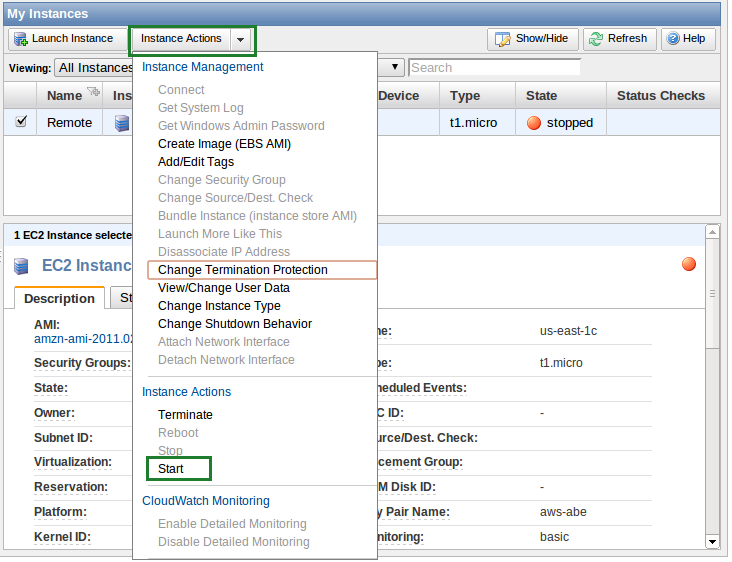 My Instances
Launch Instance
Instance Actions
Show/Hide
Refresh
Help
Viewing:
All Instances
Search
Name
Ins
Device
Type
State
Status Checks
Remote
t1.micro
stopped
Instance Management
Connect
Get System Log
Get Windows Admin Password
Create Image (EBS AMI)
Add/Edit Tags
Change Security Group
Change Source/Dest. Check
Bundle Instance (instance store AMI)
Launch More Like This
Disassociate IP Address
Change Termination Protection
View/Change User Data
Change Instance Type
Change Shutdown Behavior
Attach Network Interface
Detach Network Interface
Instance Actions
Terminate
Reboot
Stop
Start
CloudWatch Monitoring
Enable Detailed Monitoring
Disable Detailed Monitoring
1 EC2 Instance selecte
EC2 Instanc
Description
St
AMI:
amzn-ami-2011.02
ne: us-east-1c
Security Groups:
pe: t1.micro
State:
heduled Events:
Owner:
C ID: -
Subnet ID:
urce/Dest. Check:
Virtualization:
cement Group:
Reservation:
M Disk ID: -
Platform:
y Pair Name: aws-abe
Kernel ID:
nitoring: basic